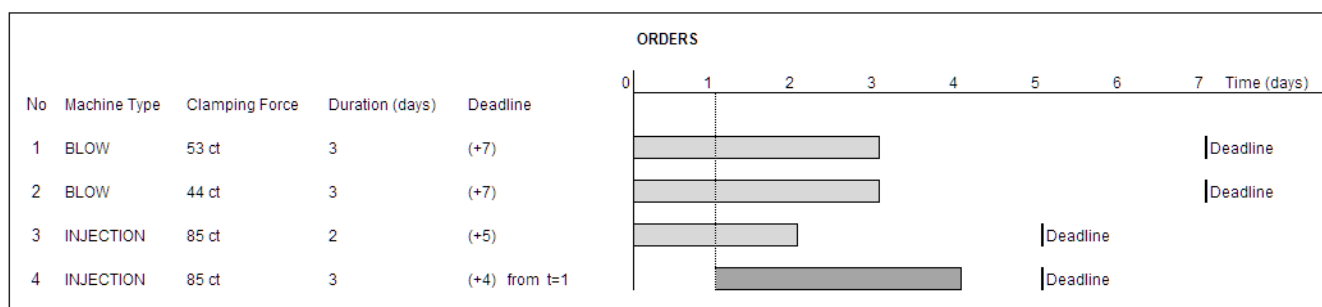 ORDERS
0 1 2 3 4 5 6 7 Time (days)
No Machine Type Clamping Force Duration (days) Deadline
1 BLOW 53 ct 3 (+7) Deadline
2 BLOW 44 ct 3 (+7) Deadline
3 INJECTION 85 ct 2 (+5) Deadline
4 INJECTION 85 ct 3 (+4) from t=1 Deadline